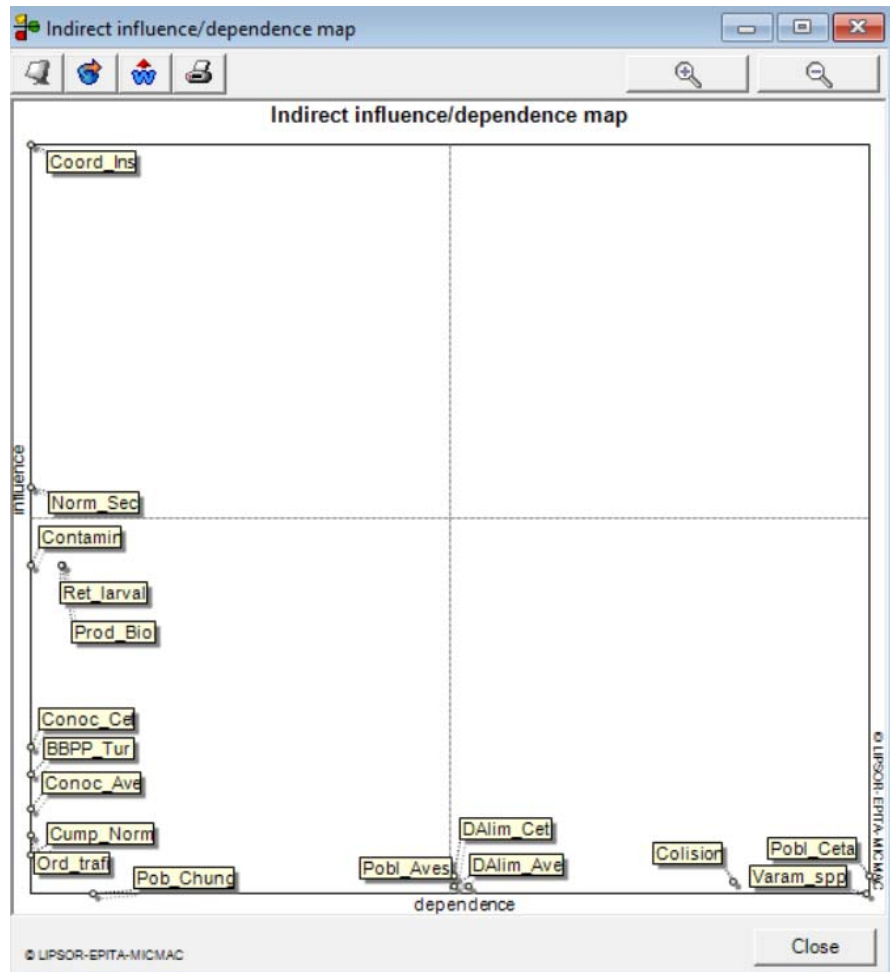 Indirect influence/dependence map
Indirect influence/dependence map
Coord_Ins
influence
Norm_Sec
Contamin
Ret_larval
Prod_Bio
Conoc_Cet
BBPP_Tur
Conoc_Ave
Cump_Norm
Ord_trafi
Pob_Chung
DAlim_Cet
Pobl_Aves
DAlim_Ave
Colision
Pobl_Ceta
Varam_spp
© LIPSOR-EPITA-MICMAC
dependence
© LIPSOR-EPITA-MICMAC
Close